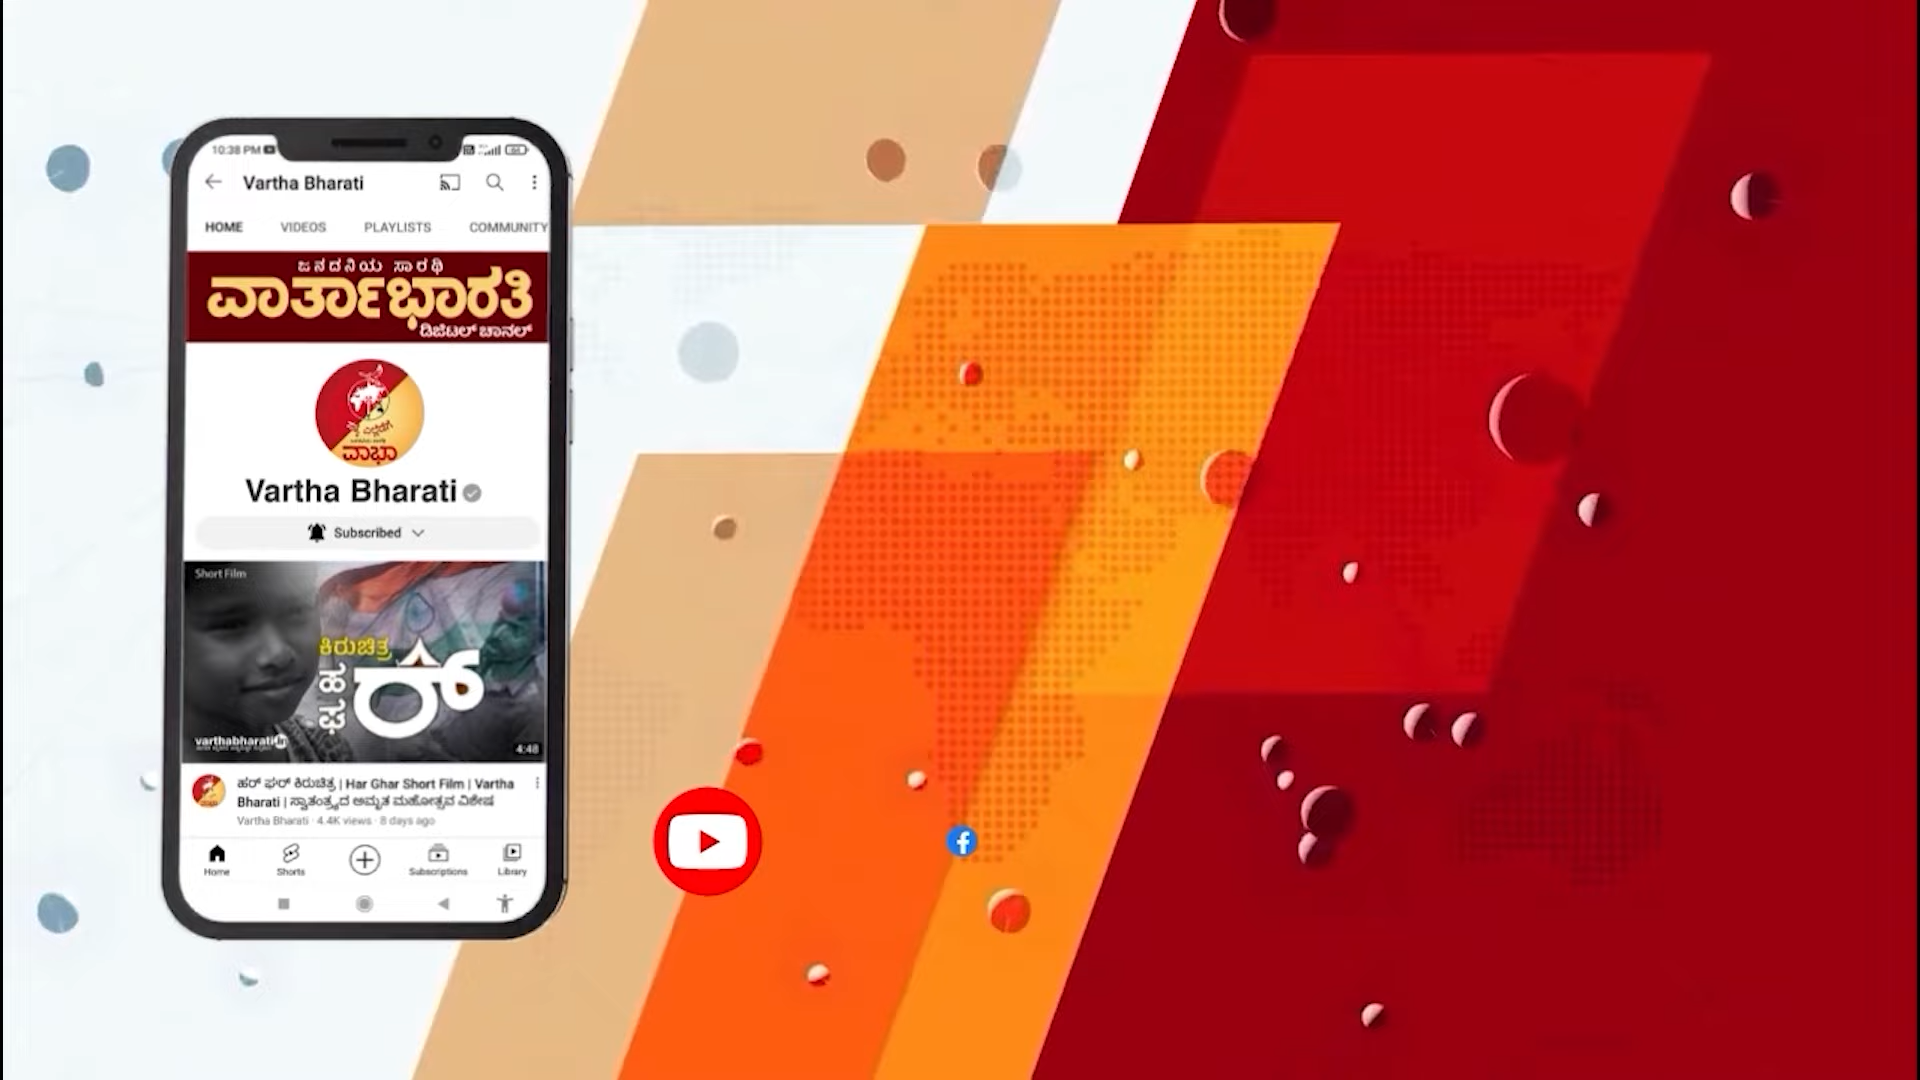 10:38 PM
Vartha Bharati
HOME VIDEOS PLAYLISTS COMMUNITY
ಜನದನಿಯ ಸಾರಥಿ
ವಾರ್ತಾಭಾರತಿ
ಡಿಜಿಟಲ್ ಚಾನಲ್
ವಾಭಾ
Vartha Bharati
Subscribed
Short Film
ಕಿರುಚಿತ್ರ
varthabharati.in
4:48
ಹರ್ ಘರ್ ಕಿರುಚಿತ್ರ | Har Ghar Short Film | Vartha
Bharati | ಸ್ವಾತಂತ್ರ್ಯದ ಅಮೃತ ಮಹೋತ್ಸವ ವಿಶೇಷ
Vartha Bharati · 4.4K views · 8 days ago
Home Shorts Subscriptions Library